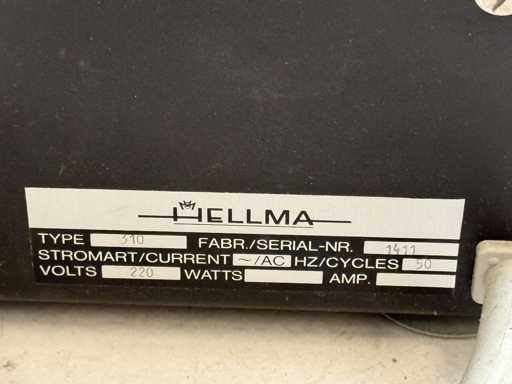 HELLMA
TYPE 310 FABR./SERIAL-NR. 1411
STROMART/CURRENT ~/AC HZ/CYCLES 50
VOLTS 220 WATTS AMP.